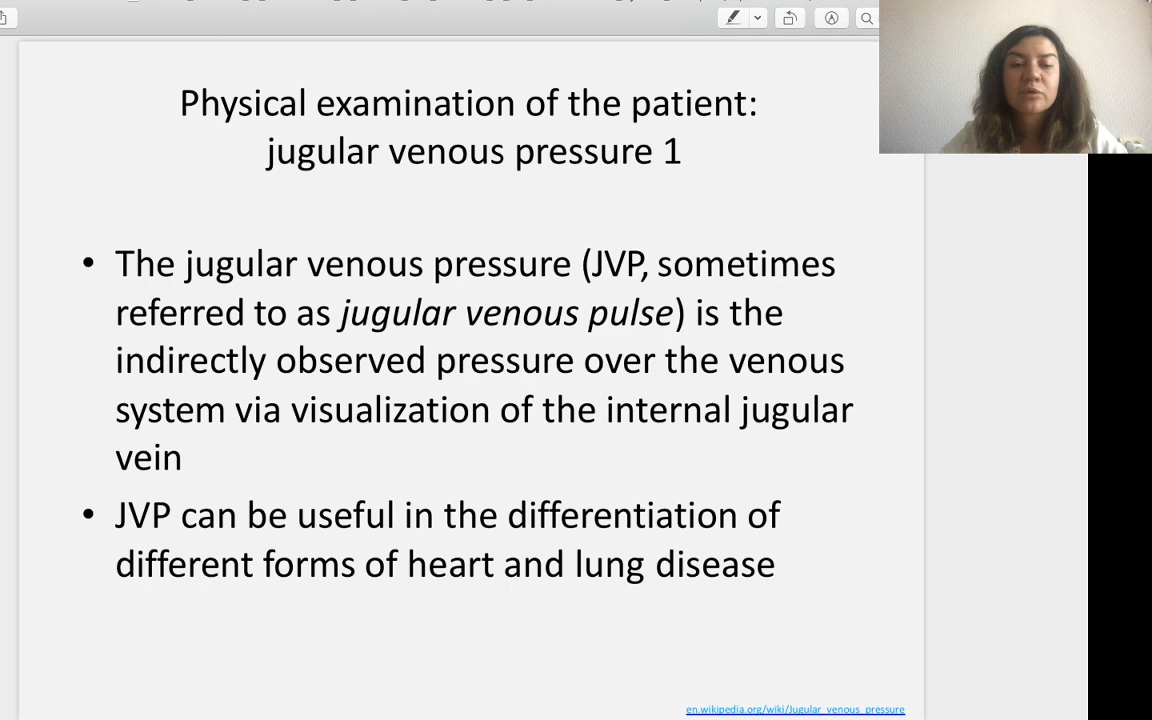 Physical examination of the patient:
jugular venous pressure 1
• The jugular venous pressure (JVP, sometimes
referred to as jugular venous pulse) is the
indirectly observed pressure over the venous
system via visualization of the internal jugular
vein
• JVP can be useful in the differentiation of
different forms of heart and lung disease
en.wikipedia.org/wiki/Jugular_venous_pressure